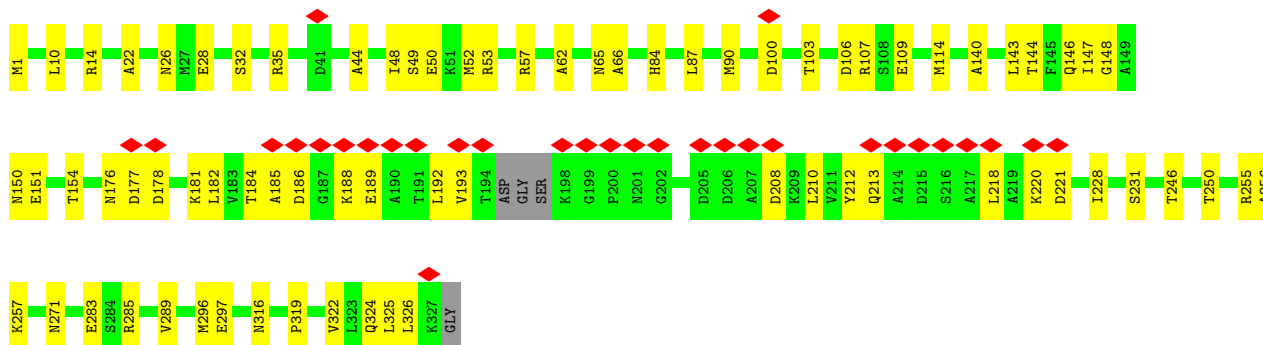 M1 L10 R14 A22 N26 M27 E28 S32 R35 D41 A44 I48 S49 E50 K51 M52 R53 R57 A62 N65 A66 H84 L87 M90 D100 T103 D106 R107 S108 E109 M114 A140 L143 T144 F145 Q146 I147 G148 A149
N150 E151 T154 N176 D177 D178 K181 L182 V183 T184 A185 D186 G187 K188 E189 A190 T191 L192 V193 T194 ASP GLY SER K198 G199 P200 N201 G202 D205 D206 A207 D208 K209 L210 V211 Y212 Q213 A214 D215 S216 A217 L218 A219 K220 D221 I228 S231 T246 T250 R255
K257 N271 E283 S284 R285 V289 M296 E297 N316 P319 V322 L323 Q324 L325 L326 K327 GLY